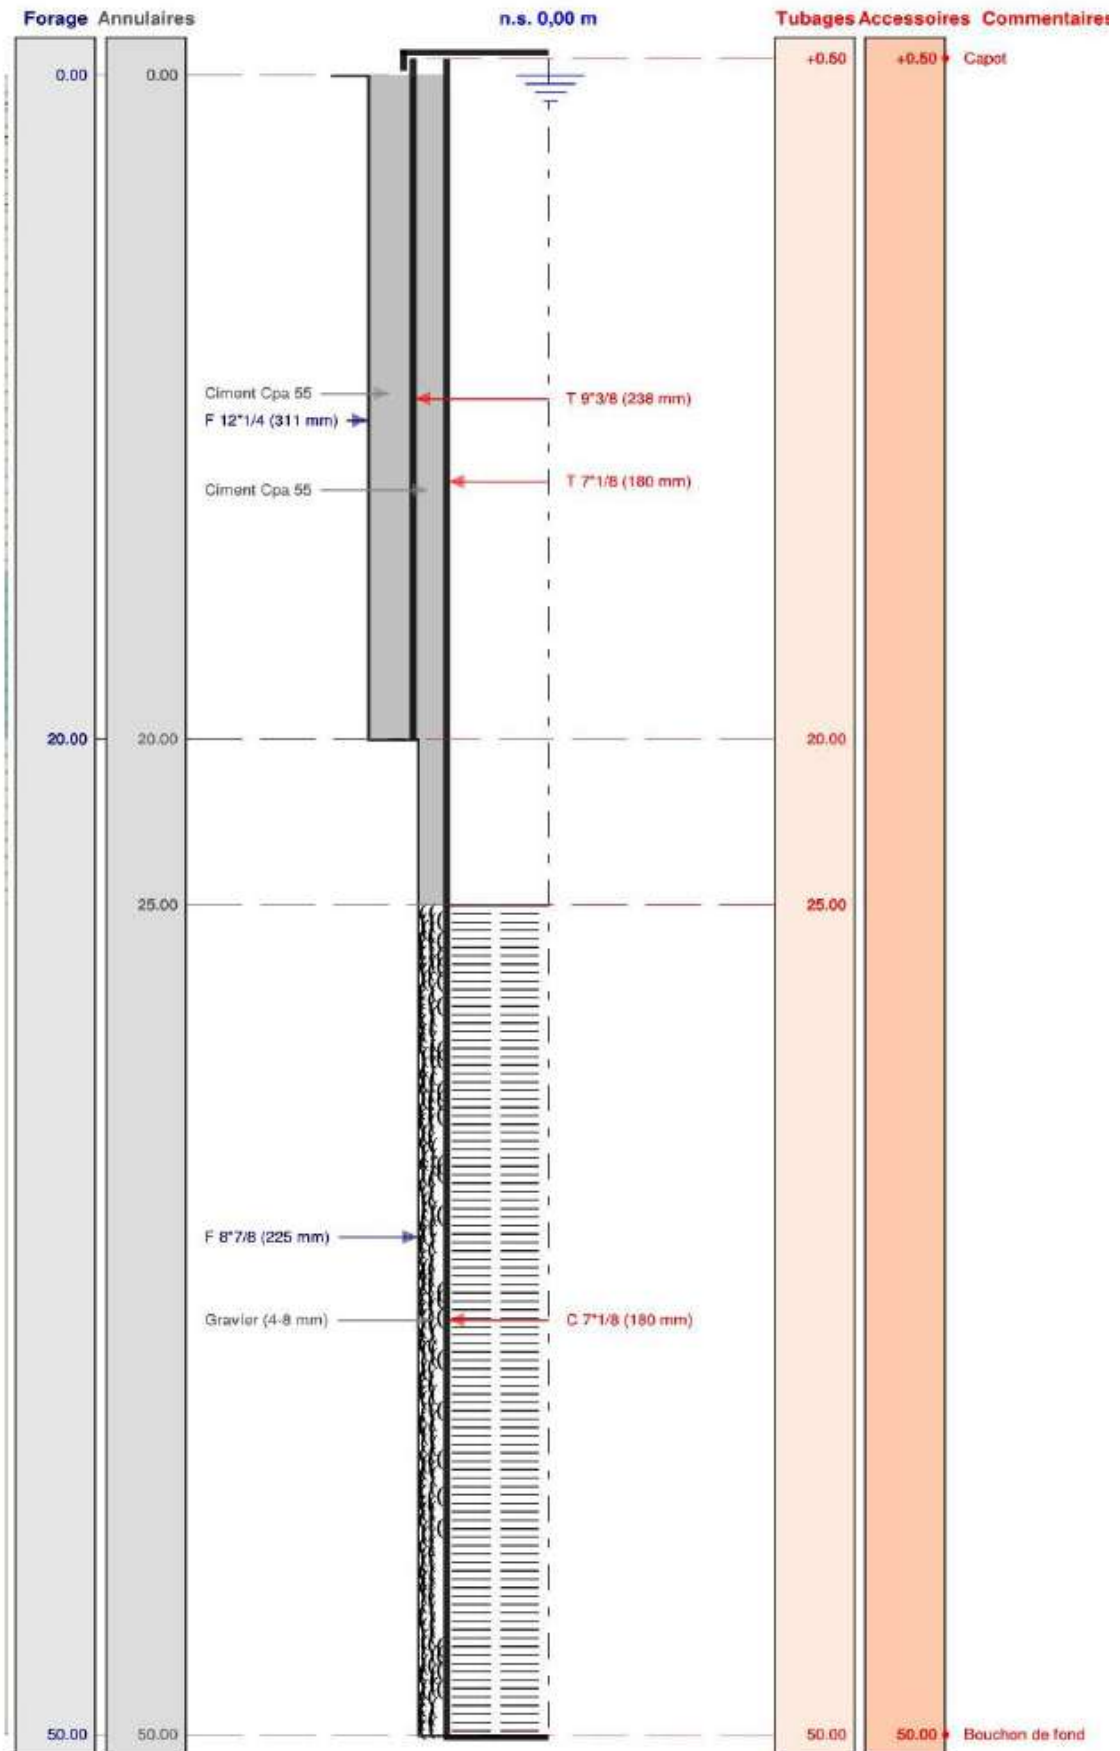 Forage Annulaires n.s. 0,00 m Tubages Accessoires Commentaires
+0.50 +0.50 Capot
0.00 0.00
Ciment Cpa 55 T 9"3/8 (238 mm)
F 12"1/4 (311 mm)
T 7"1/8 (180 mm)
Ciment Cpa 55
20.00 20.00 20.00
25.00 25.00
F 8"7/8 (225 mm)
Gravier (4-8 mm) C 7"1/8 (180 mm)
50.00 50.00 50.00 50.00 Bouchon de fond